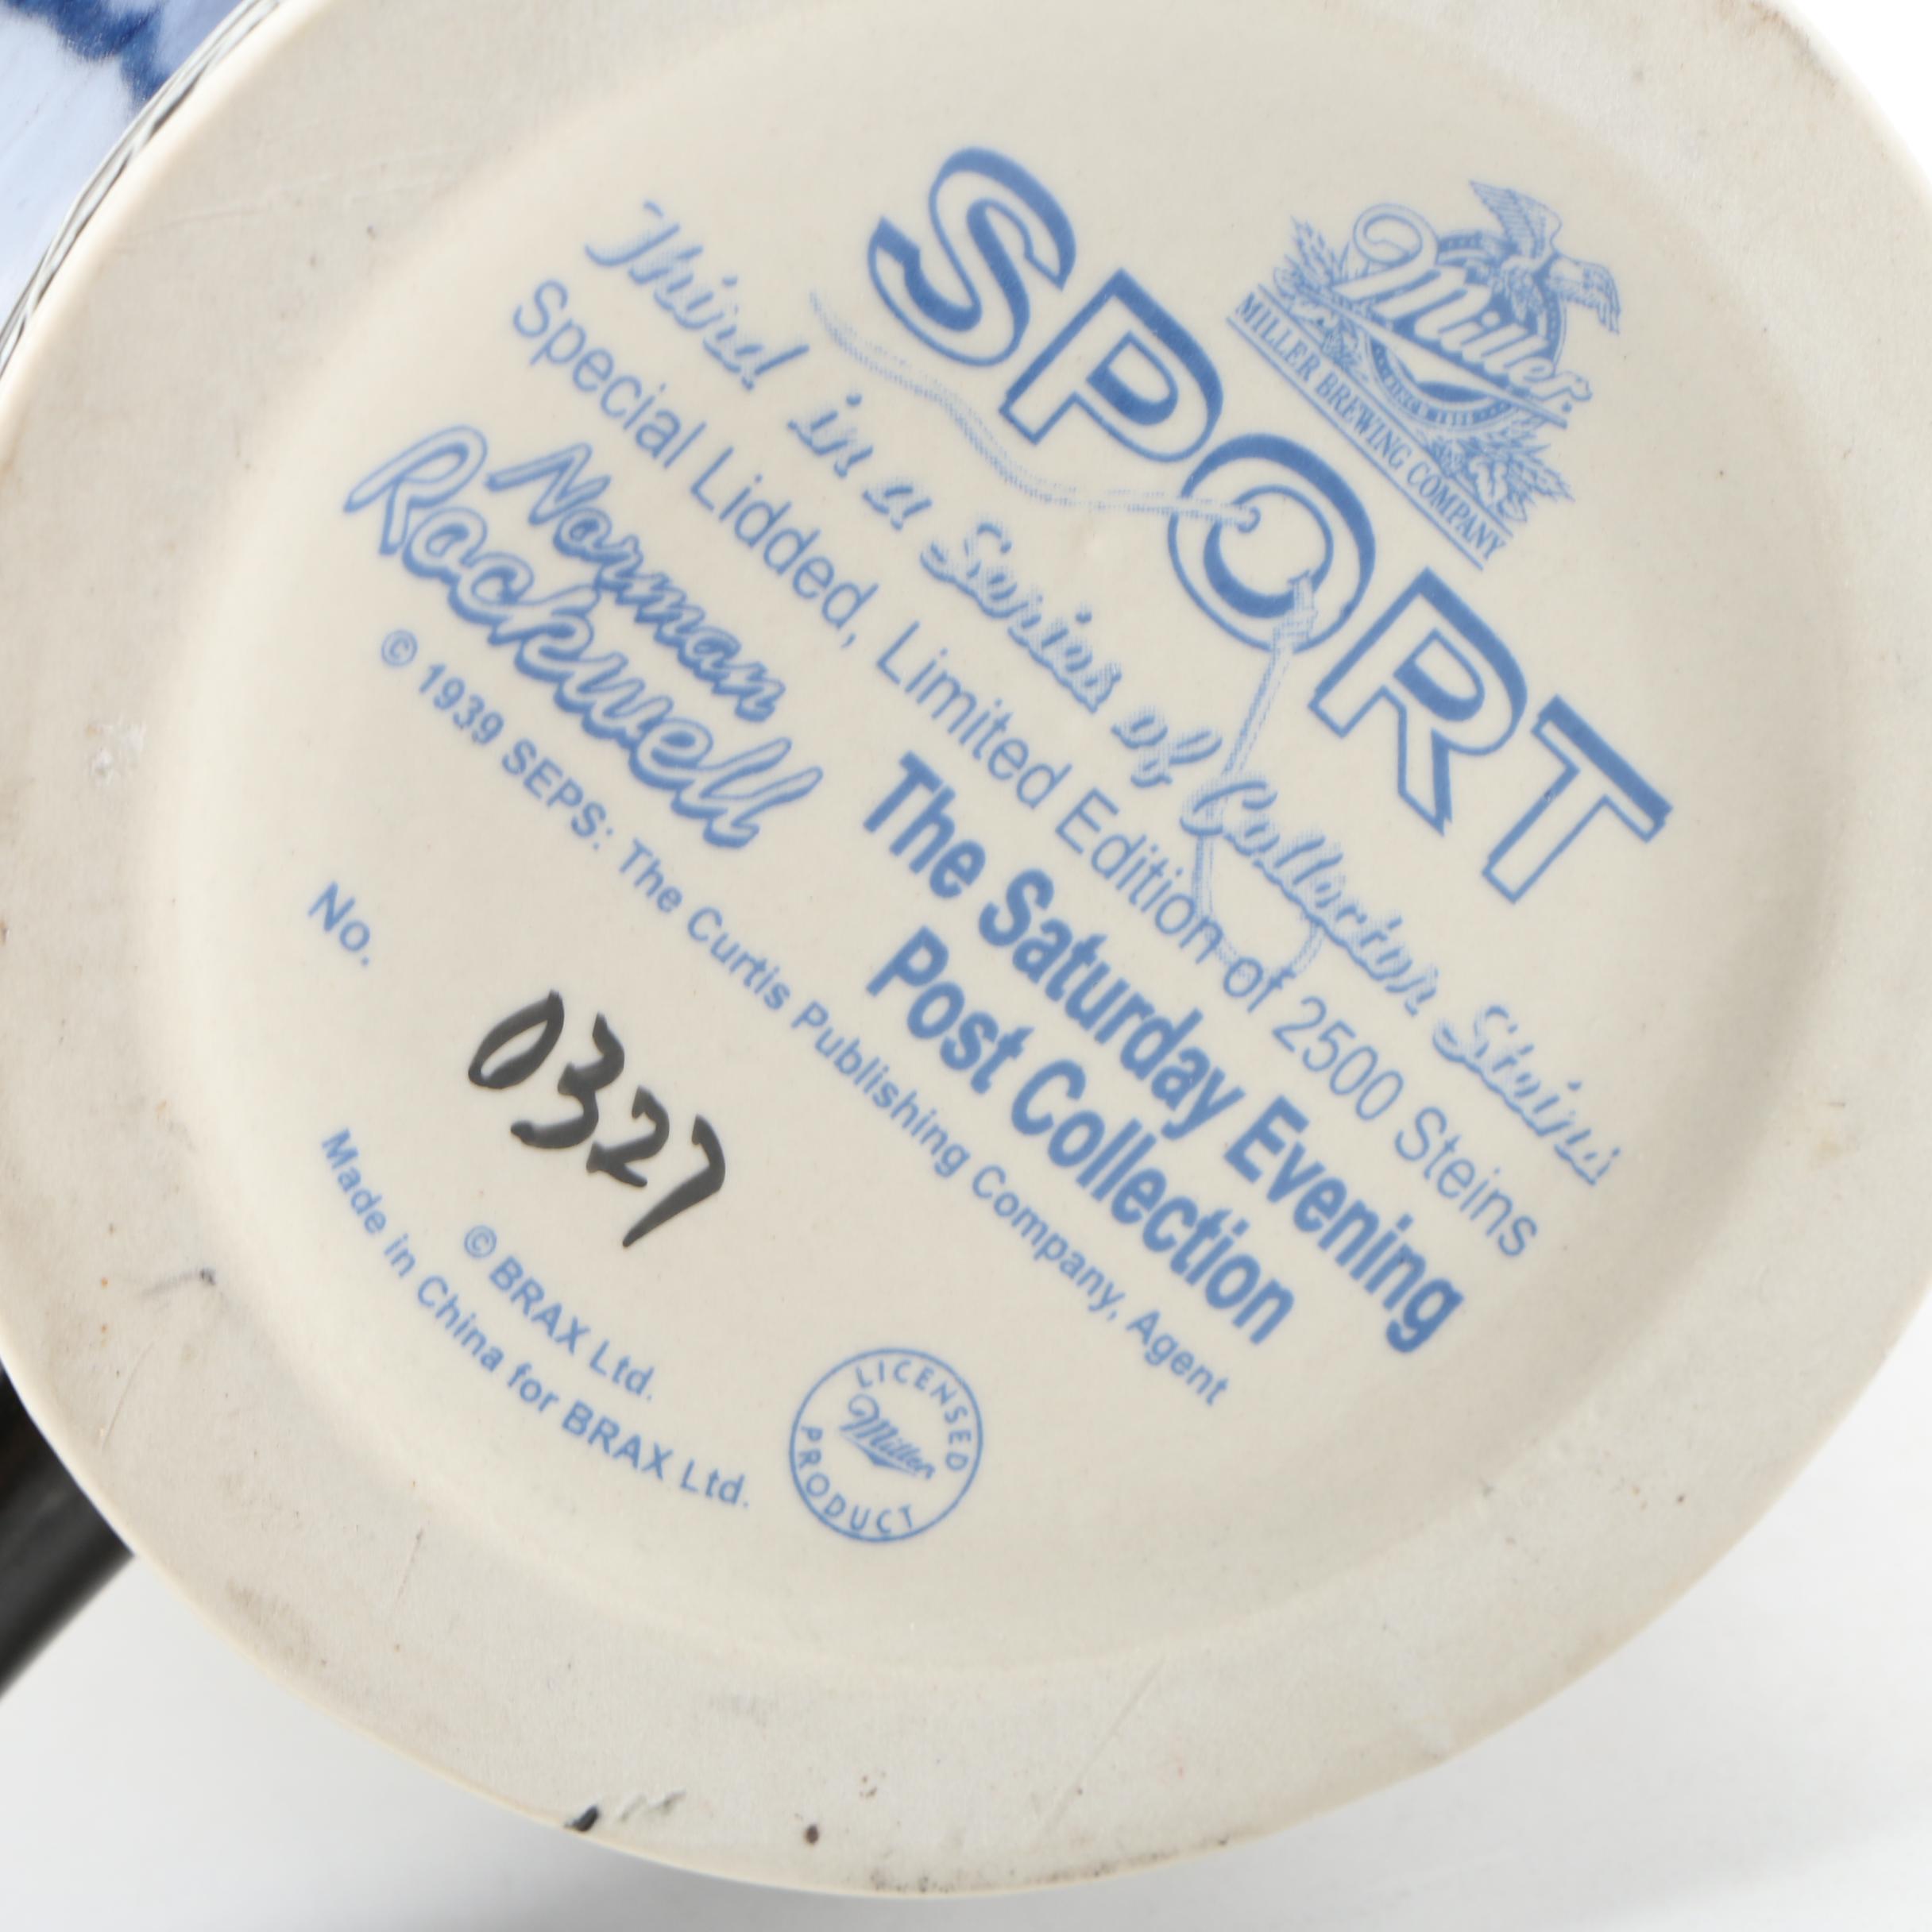 Miller
MILLER BREWING COMPANY
SPORT
Third in a Series of Collector Steins
Special Lidded, Limited Edition of 2500 Steins
Norman
Rockwell
The Saturday Evening
Post Collection
© 1939 SEPS: The Curtis Publishing Company, Agent
No.
0327
© BRAX Ltd.
Made in China for BRAX Ltd.
LICENSED
Miller
PRODUCT